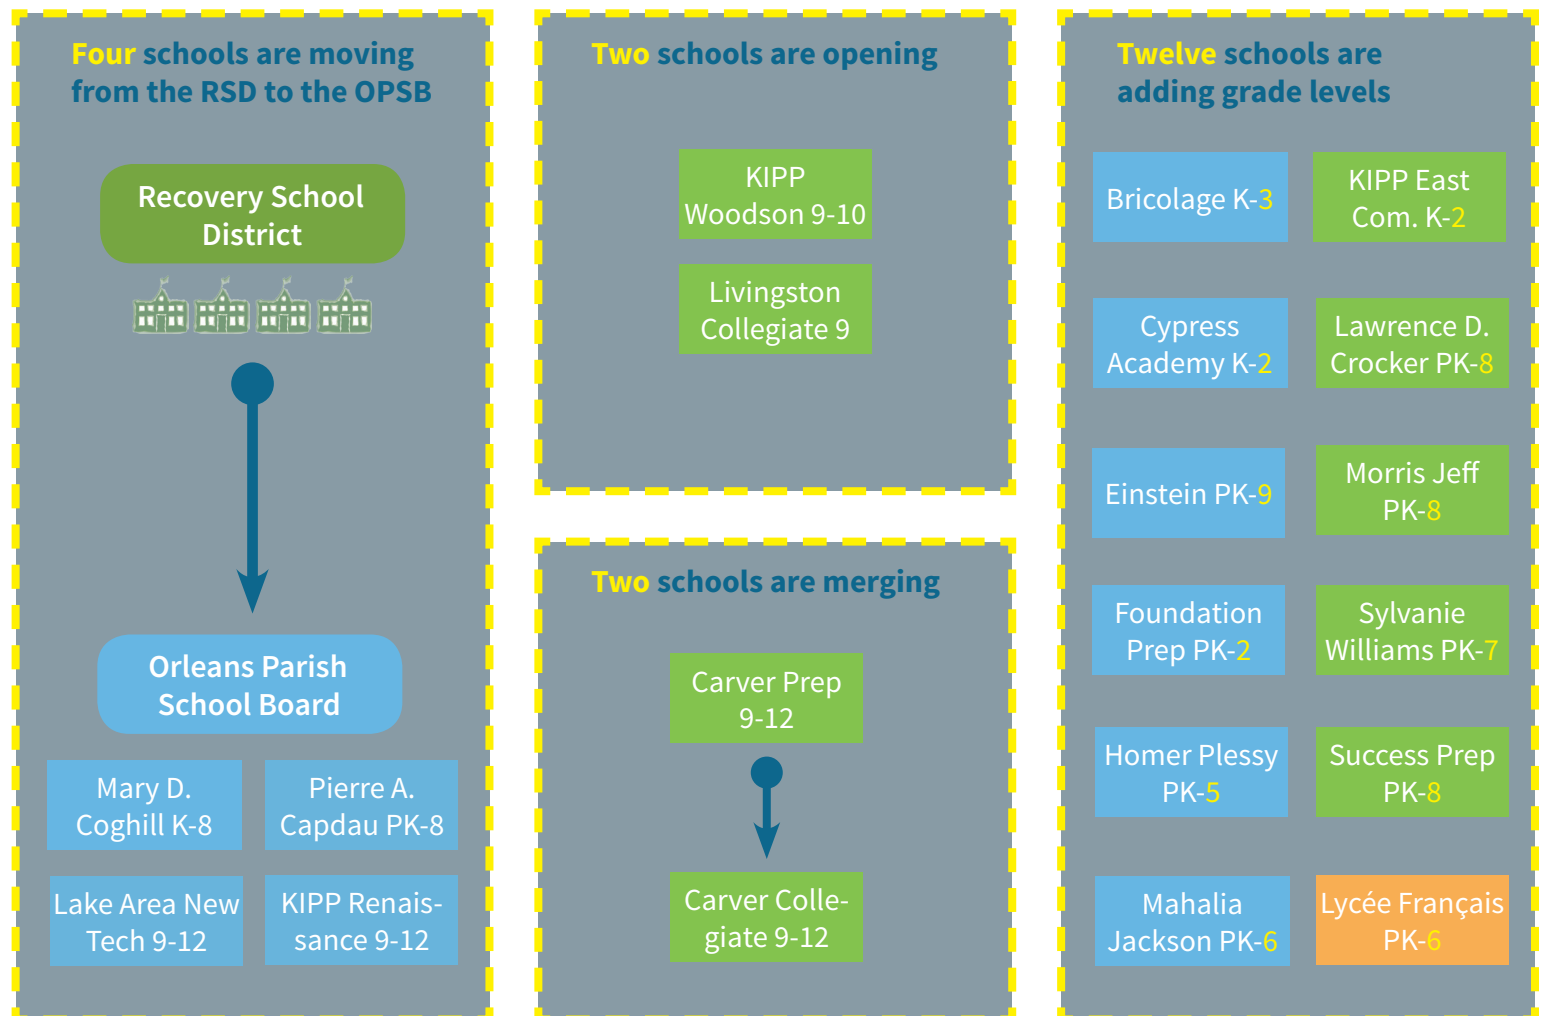 Four schools are moving
from the RSD to the OPSB
Recovery School
District
Orleans Parish
School Board
Mary D.
Coghill K-8
Pierre A.
Capdau PK-8
Lake Area New
Tech 9-12
KIPP Renais-
sance 9-12
Two schools are opening
KIPP
Woodson 9-10
Livingston
Collegiate 9
Two schools are merging
Carver Prep
9-12
Carver Colle-
giate 9-12
Twelve schools are
adding grade levels
Bricolage K-3
KIPP East
Com. K-2
Cypress
Academy K-2
Lawrence D.
Crocker PK-8
Einstein PK-9
Morris Jeff
PK-8
Foundation
Prep PK-2
Sylvanie
Williams PK-7
Homer Plessy
PK-5
Success Prep
PK-8
Mahalia
Jackson PK-6
Lycée Français
PK-6